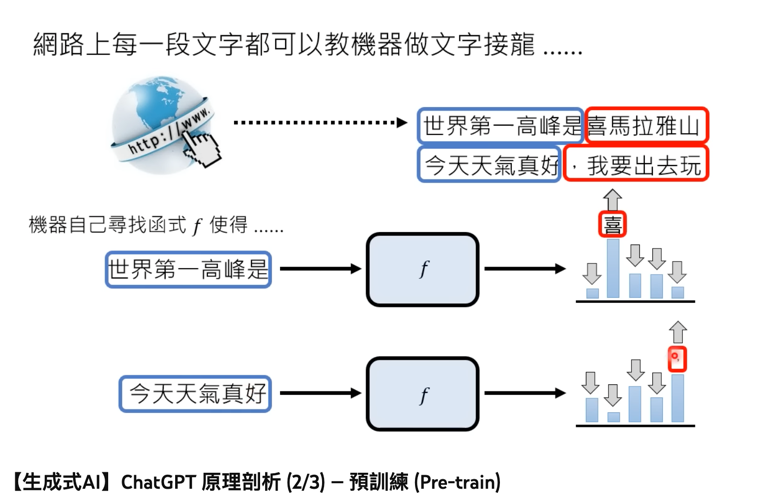 網路上每一段文字都可以教機器做文字接龍 ……
http://www.
世界第一高峰是喜馬拉雅山
今天天氣真好，我要出去玩
機器自己尋找函式 f 使得 ……
喜
世界第一高峰是
f
，
今天天氣真好
f
【生成式AI】ChatGPT 原理剖析 (2/3) — 預訓練 (Pre-train)